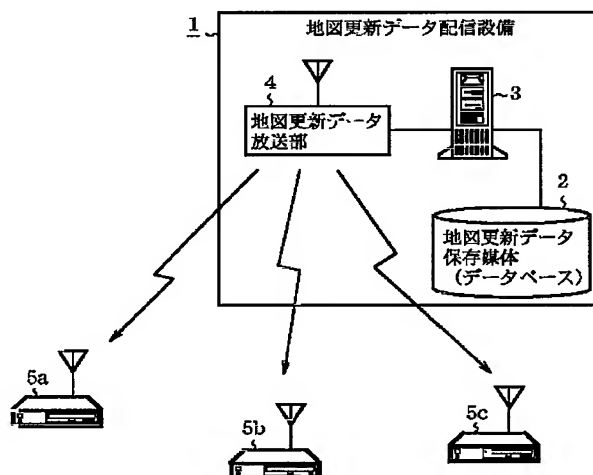 1
地図更新データ配信設備
4
地図更新データ
放送部
3
2
地図更新データ
保存媒体
(データベース)
5a
5b
5c